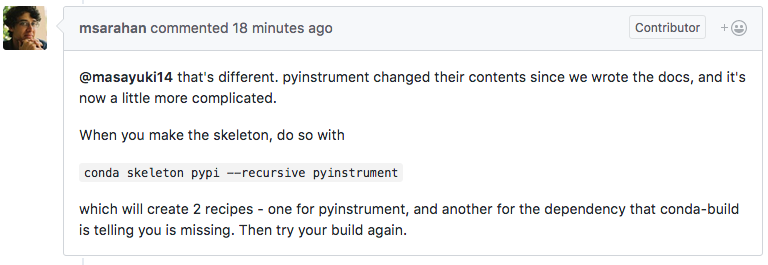 msarahan commented 18 minutes ago
Contributor
+
@masayuki14 that's different. pyinstrument changed their contents since we wrote the docs, and it's
now a little more complicated.
When you make the skeleton, do so with
conda skeleton pypi --recursive pyinstrument
which will create 2 recipes - one for pyinstrument, and another for the dependency that conda-build
is telling you is missing. Then try your build again.